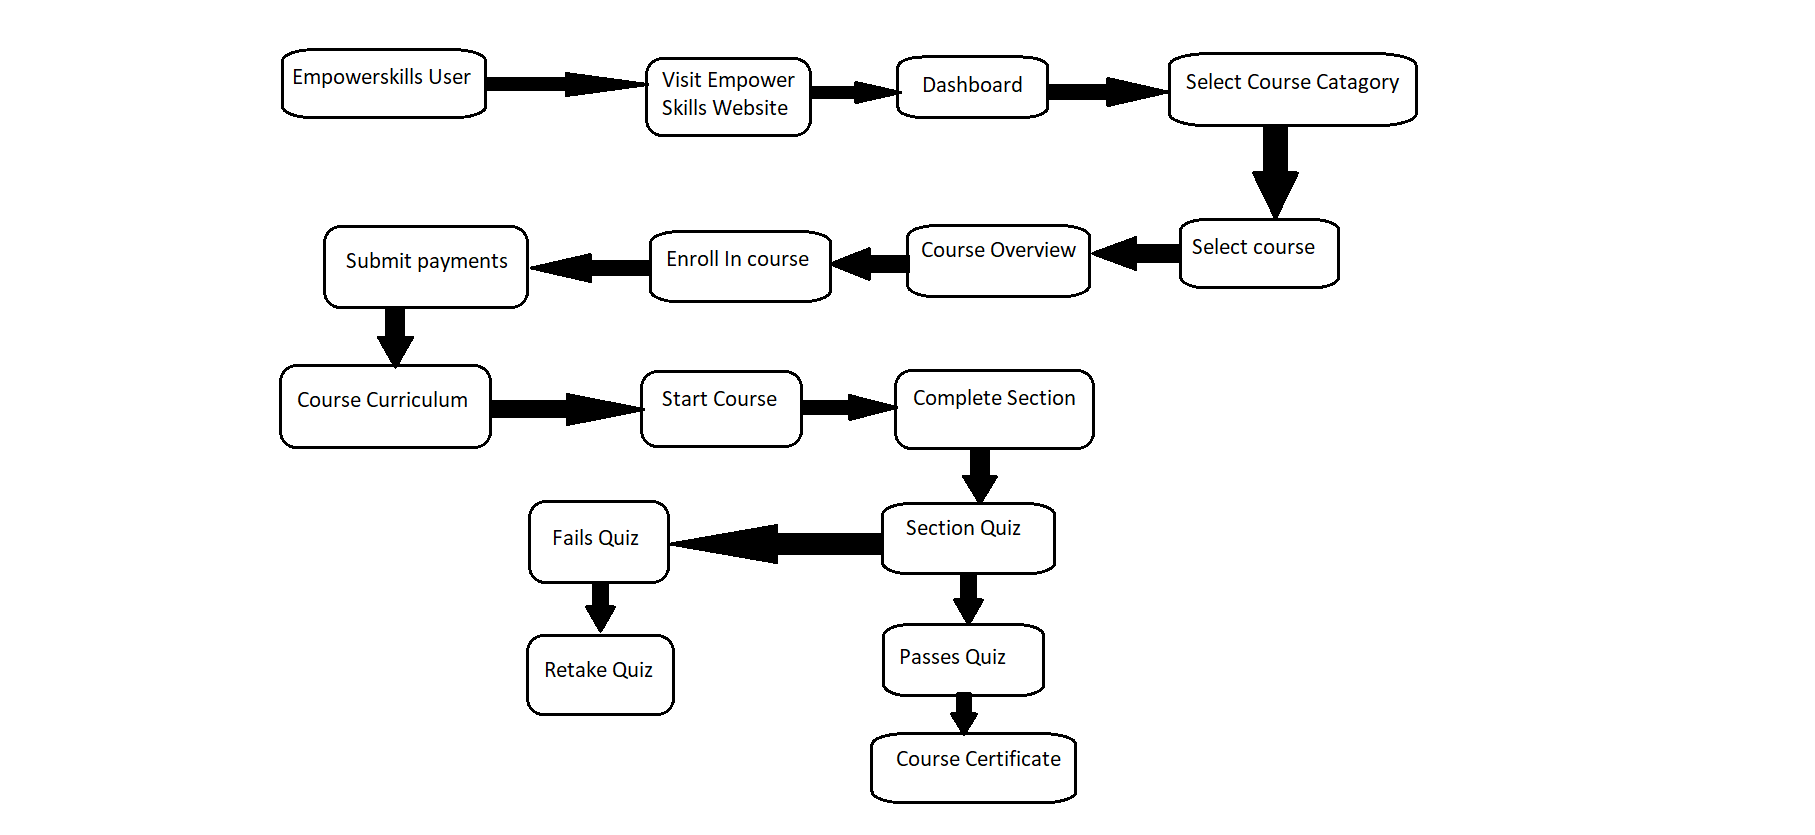 Empowerskills User
Visit Empower
Skills Website
Dashboard
Select Course Catagory
Select course
Course Overview
Enroll In course
Submit payments
Course Curriculum
Start Course
Complete Section
Section Quiz
Fails Quiz
Retake Quiz
Passes Quiz
Course Certificate